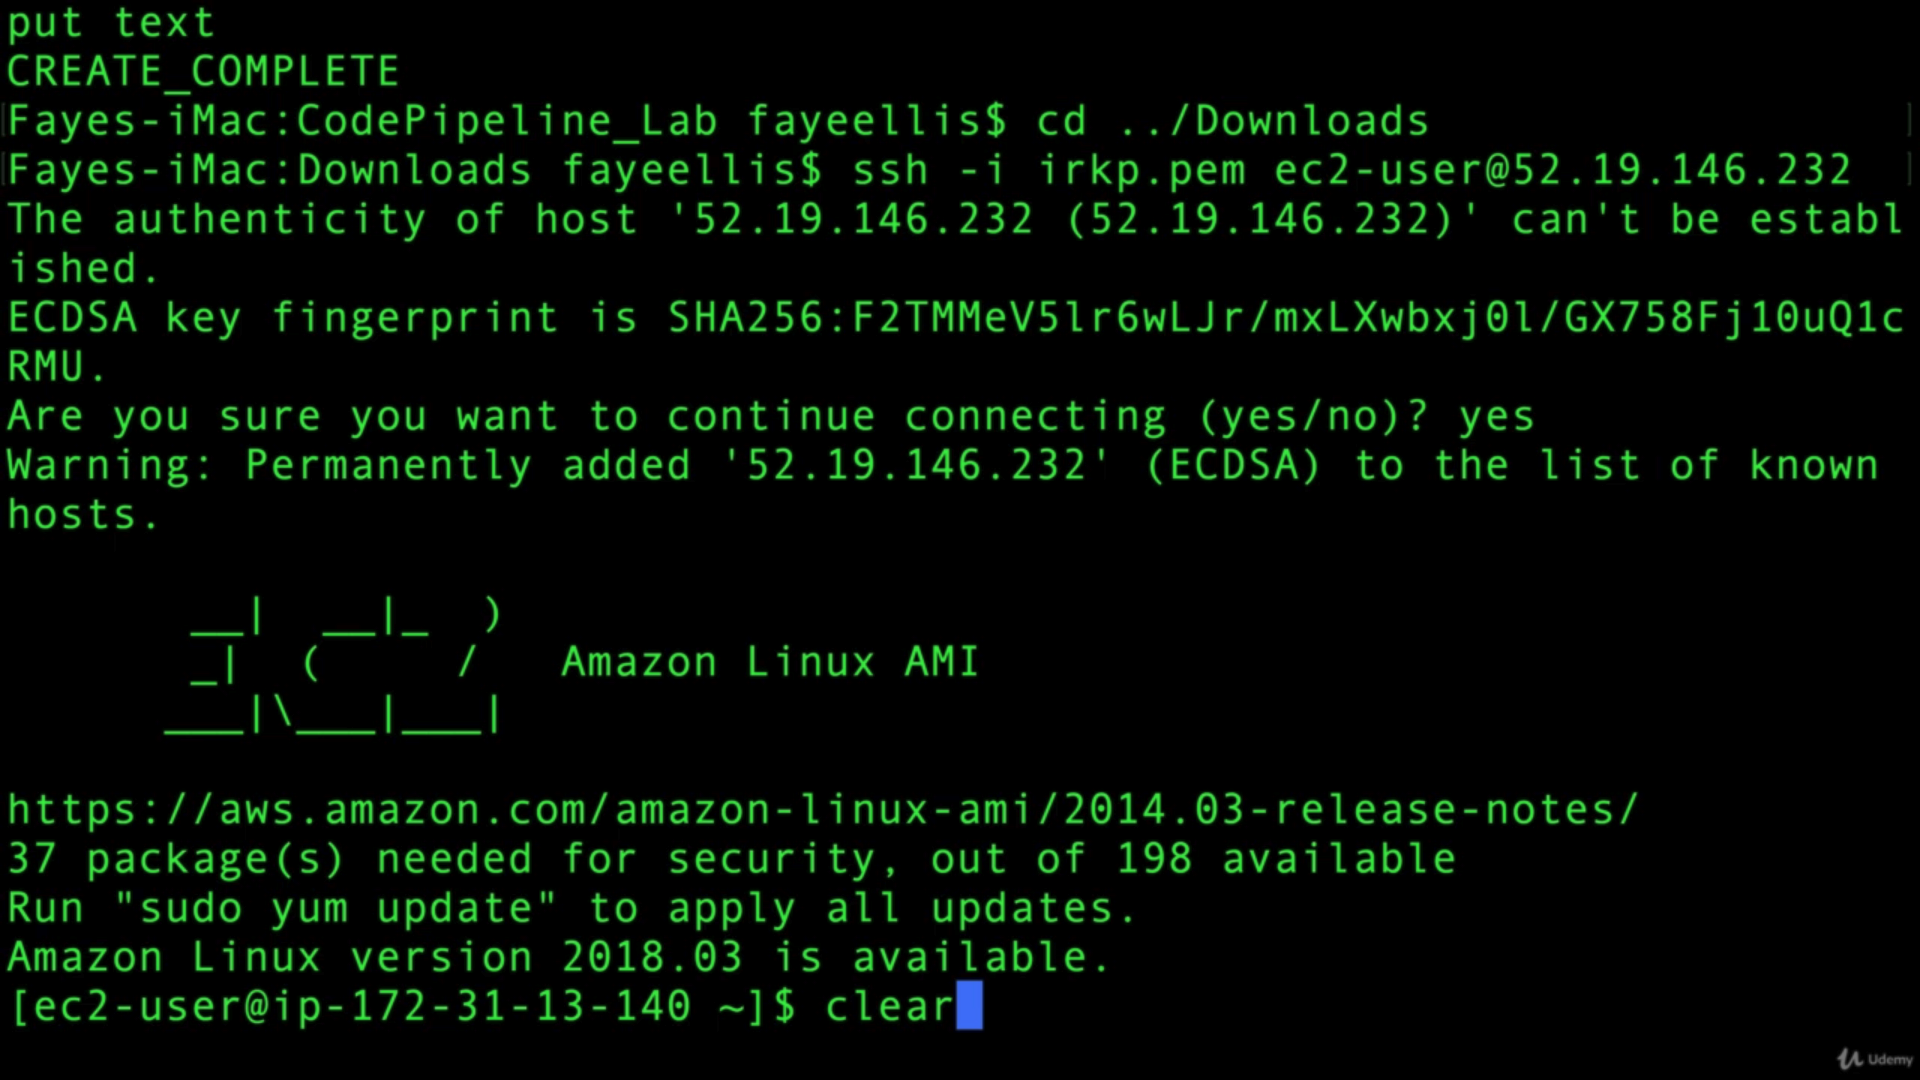 put text
CREATE_COMPLETE
Fayes-iMac:CodePipeline_Lab fayeellis$ cd ../Downloads
Fayes-iMac:Downloads fayeellis$ ssh -i irkp.pem ec2-user@52.19.146.232
The authenticity of host '52.19.146.232 (52.19.146.232)' can't be establ
ished.
ECDSA key fingerprint is SHA256:F2TMMeV5lr6wLJr/mxLXwbxj0l/GX758Fj10uQ1c
RMU.
Are you sure you want to continue connecting (yes/no)? yes
Warning: Permanently added '52.19.146.232' (ECDSA) to the list of known
hosts.
       __|  __|_  )
       _|  (     /   Amazon Linux AMI
      ___|\___|___|
https://aws.amazon.com/amazon-linux-ami/2014.03-release-notes/
37 package(s) needed for security, out of 198 available
Run "sudo yum update" to apply all updates.
Amazon Linux version 2018.03 is available.
[ec2-user@ip-172-31-13-140 ~]$ clear
Udemy